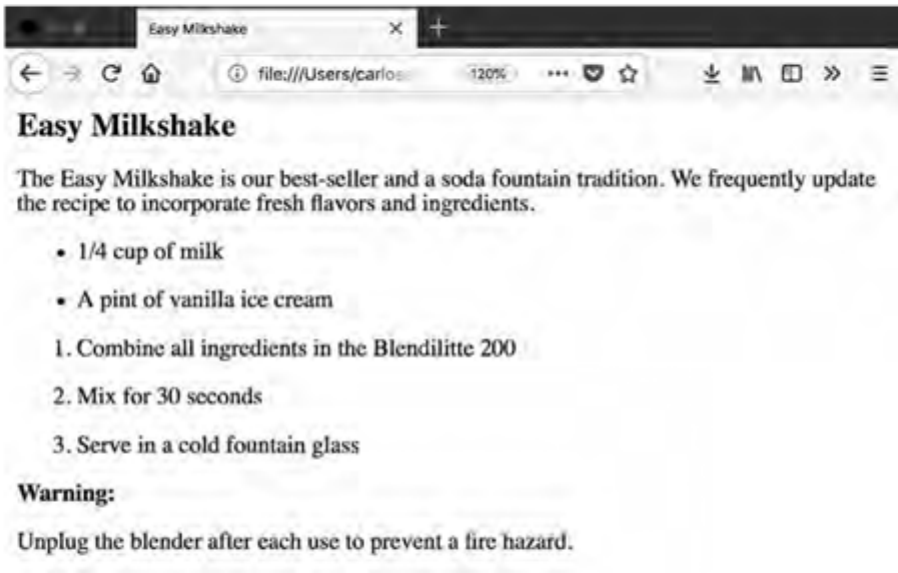 Easy Milkshake
file:///Users/carlos
120%
Easy Milkshake
The Easy Milkshake is our best-seller and a soda fountain tradition. We frequently update
the recipe to incorporate fresh flavors and ingredients.
• 1/4 cup of milk
• A pint of vanilla ice cream
1. Combine all ingredients in the Blendilitte 200
2. Mix for 30 seconds
3. Serve in a cold fountain glass
Warning:
Unplug the blender after each use to prevent a fire hazard.